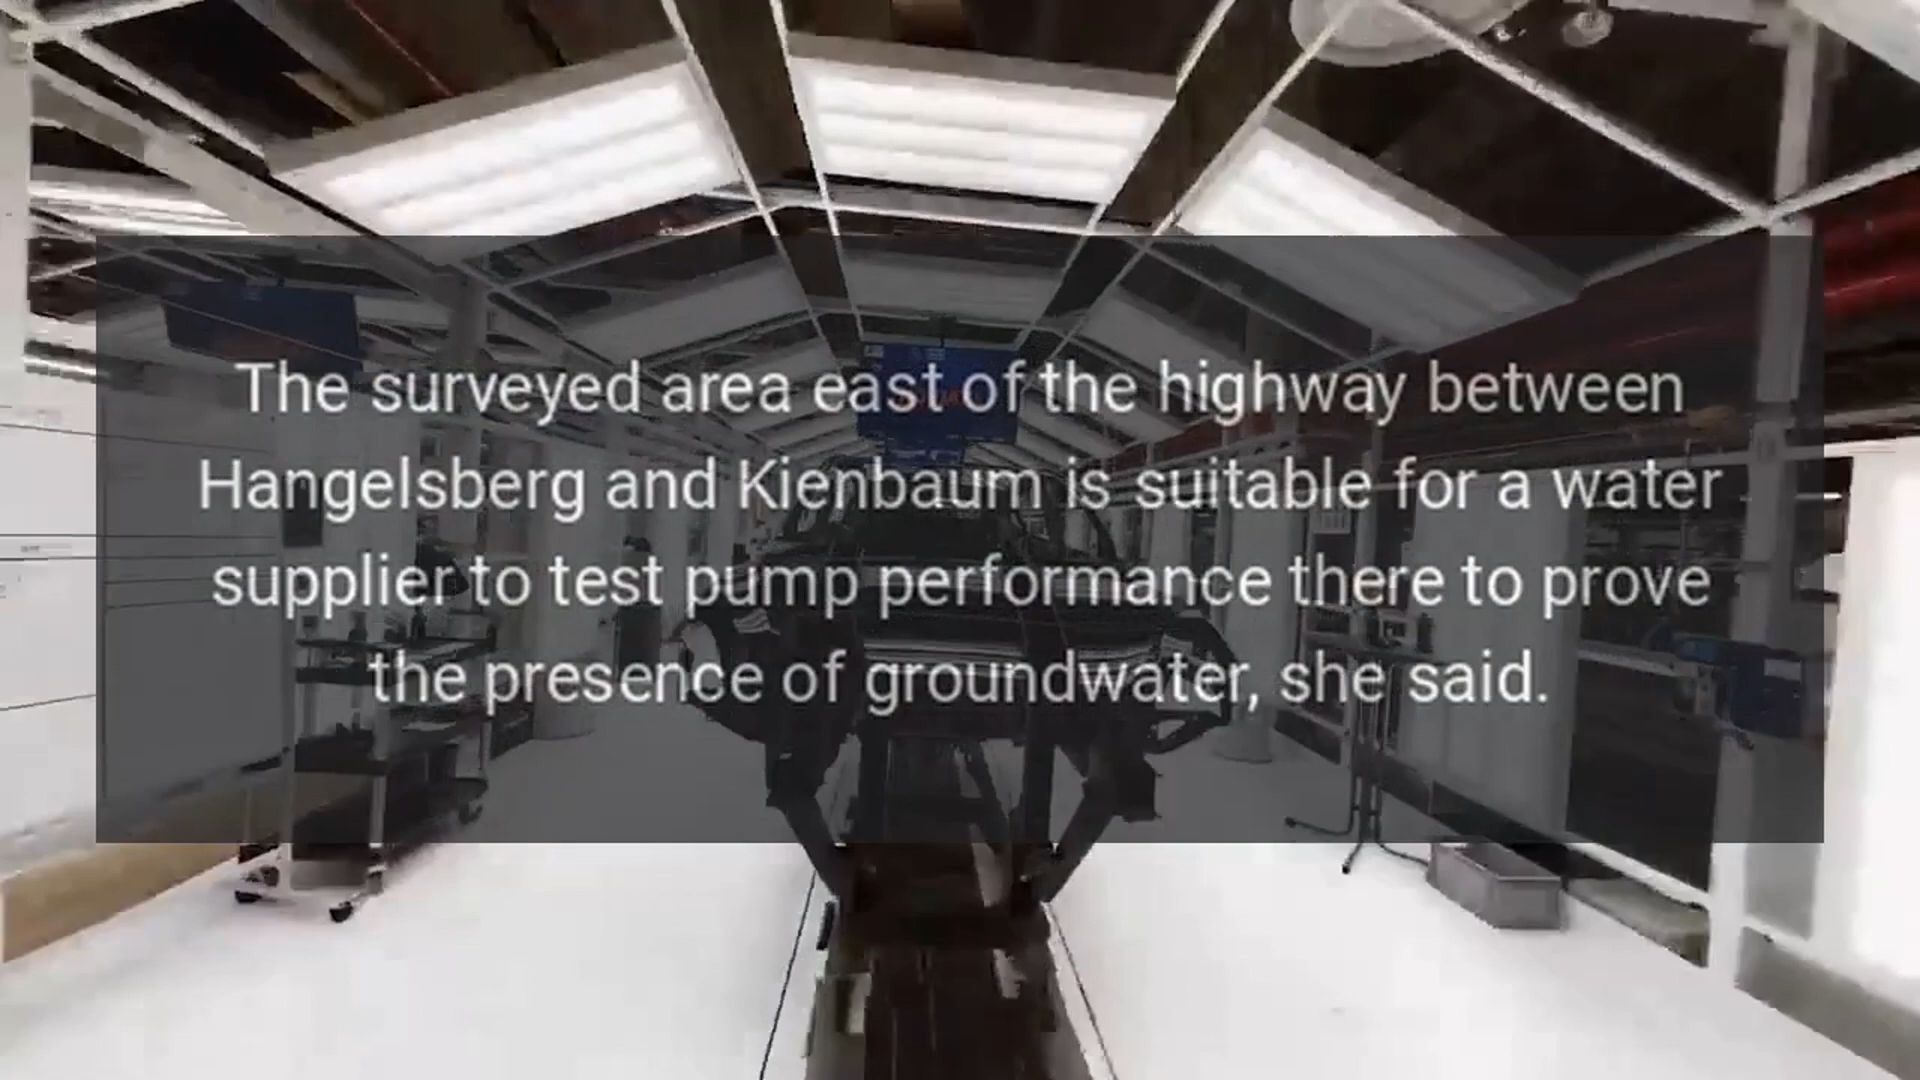 The surveyed area east of the highway between
Hangelsberg and Kienbaum is suitable for a water
supplier to test pump performance there to prove
the presence of groundwater, she said.